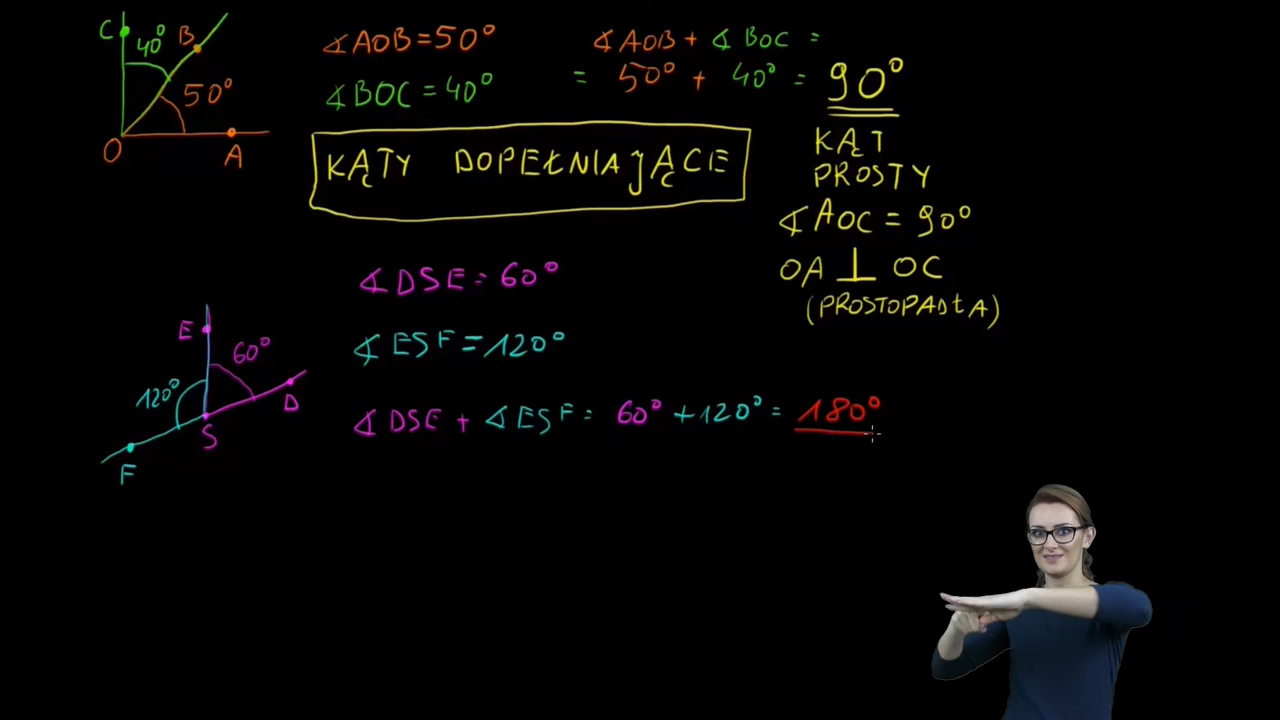 C
40°
B
50°
O
A
∢AOB=50°
∢BOC=40°
∢AOB + ∢BOC =
= 50° + 40° = 90°
KĄTY DOPEŁNIAJĄCE
KĄT
PROSTY
∢AOC = 90°
OA ⊥ OC
(PROSTOPADŁA)
E
60°
120°
D
S
F
∢DSE = 60°
∢ESF = 120°
∢DSE + ∢ESF = 60° + 120° = 180°